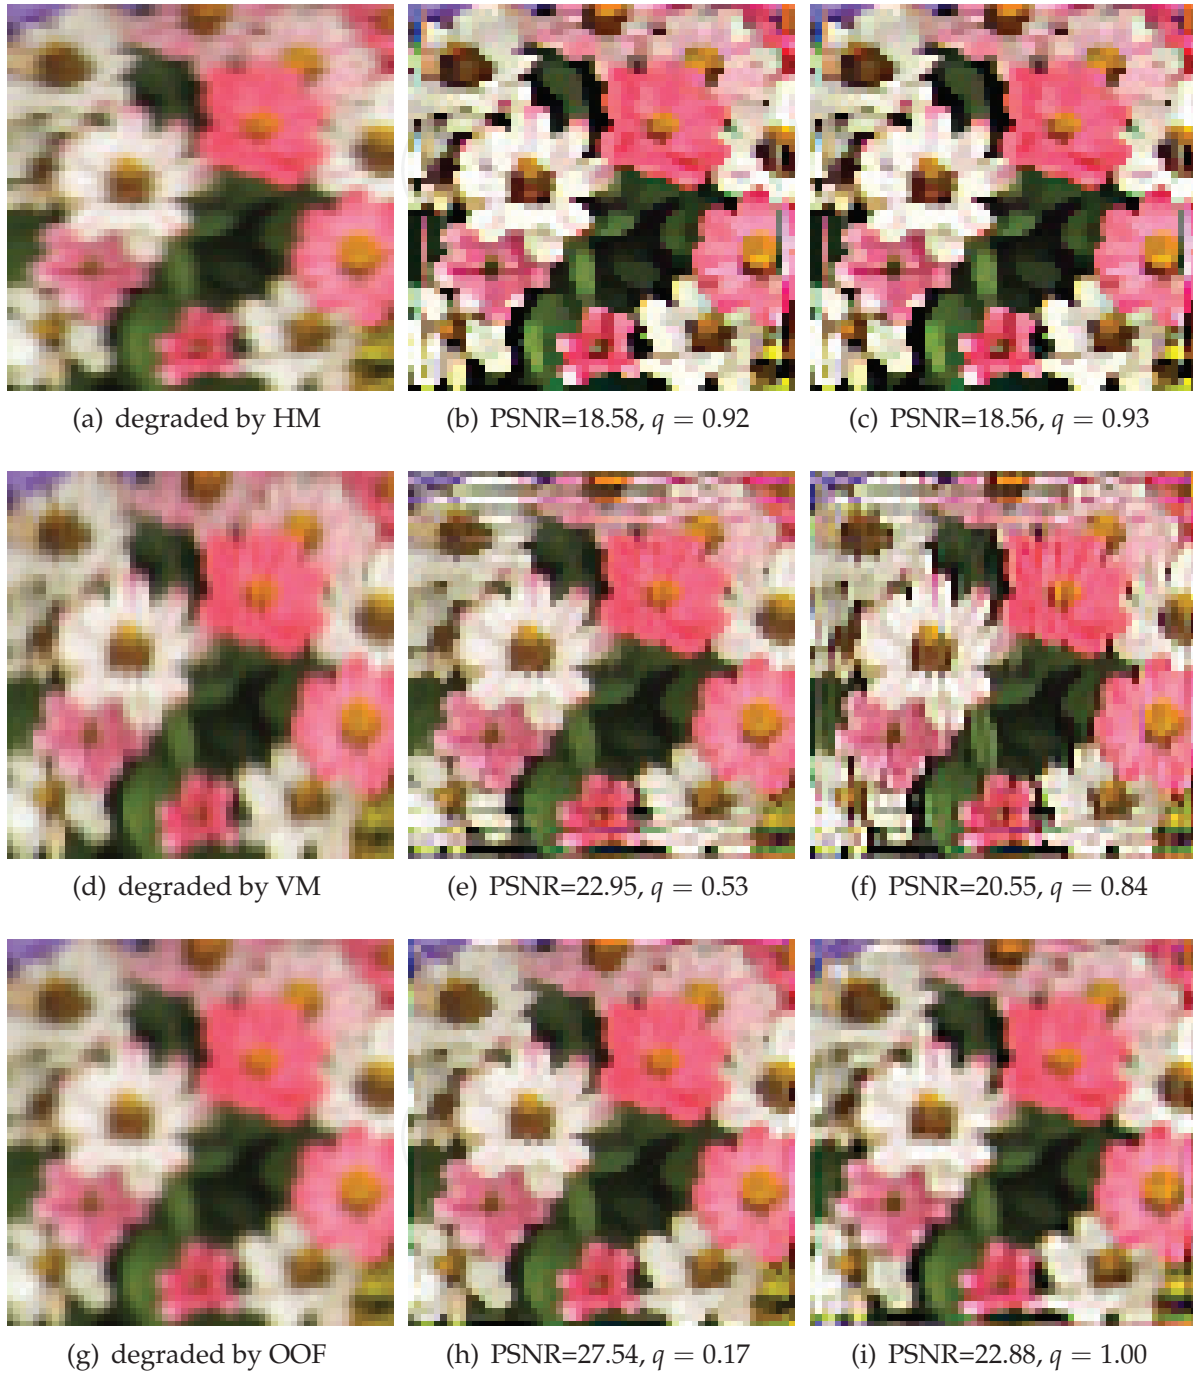 (a) degraded by HM
(b) PSNR=18.58, q = 0.92
(c) PSNR=18.56, q = 0.93
(d) degraded by VM
(e) PSNR=22.95, q = 0.53
(f) PSNR=20.55, q = 0.84
(g) degraded by OOF
(h) PSNR=27.54, q = 0.17
(i) PSNR=22.88, q = 1.00